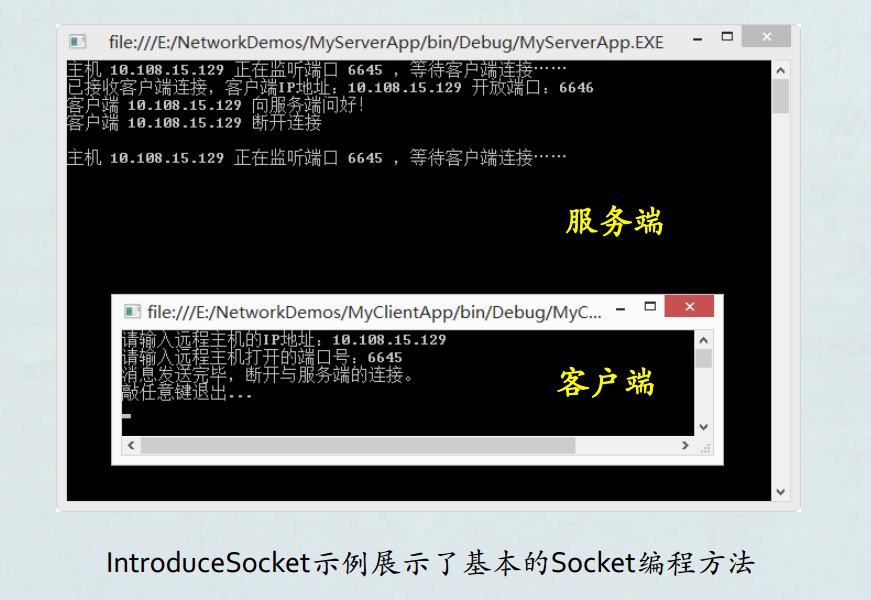 file:///E:/NetworkDemos/MyServerApp/bin/Debug/MyServerApp.EXE
主机 10.108.15.129 正在监听端口 6645 ，等待客户端连接……
已接收客户端连接，客户端IP地址：10.108.15.129 开放端口：6646
客户端 10.108.15.129 向服务端问好！
客户端 10.108.15.129 断开连接
主机 10.108.15.129 正在监听端口 6645 ，等待客户端连接……
服务端
file:///E:/NetworkDemos/MyClientApp/bin/Debug/MyC...
请输入远程主机的IP地址：10.108.15.129
请输入远程主机打开的端口号：6645
消息发送完毕，断开与服务端的连接。
敲任意键退出...
客户端
IntroduceSocket示例展示了基本的Socket编程方法